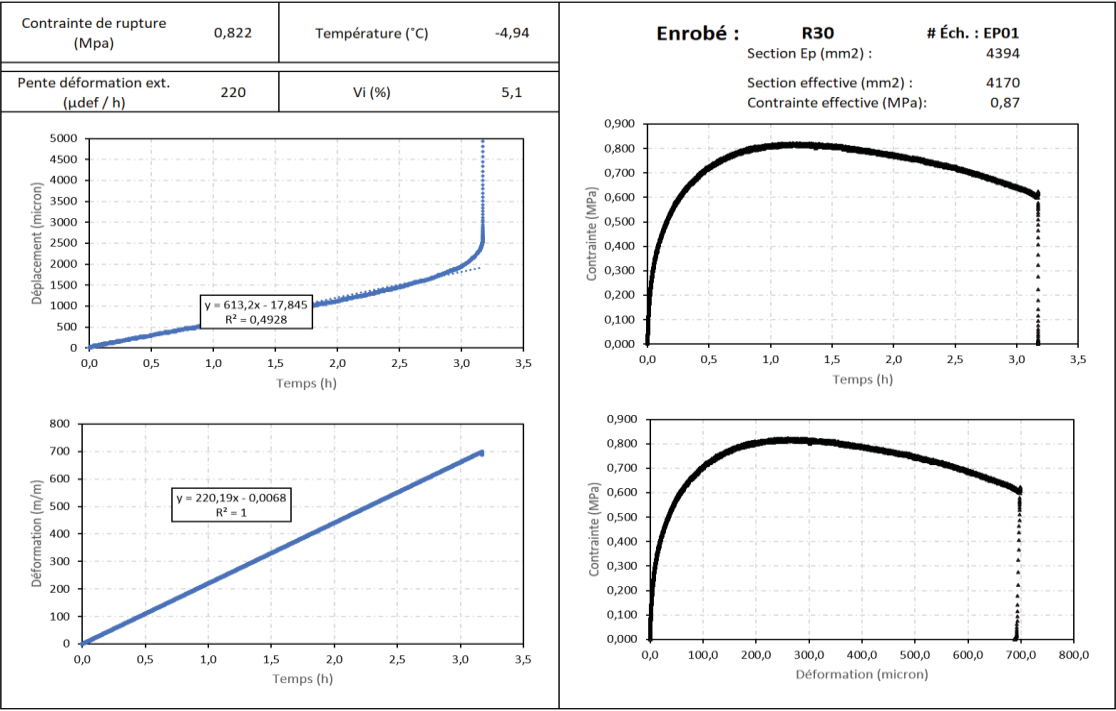 Contrainte de rupture
(Mpa)
0,822
Température (˚C)
-4,94
Pente déformation ext.
(µdef / h)
220
Vi (%)
5,1
Enrobé :
R30
# Éch. : EP01
Section Ep (mm2) :
4394
Section effective (mm2) :
4170
Contrainte effective (MPa):
0,87
5000
4500
4000
3500
3000
2500
2000
1500
1000
500
0
Déplacement (micron)
y = 613,2x - 17,845
R² = 0,4928
0,0 0,5 1,0 1,5 2,0 2,5 3,0 3,5
Temps (h)
0,900
0,800
0,700
0,600
0,500
0,400
0,300
0,200
0,100
0,000
Contrainte (MPa)
0,0 0,5 1,0 1,5 2,0 2,5 3,0 3,5
Temps (h)
800
700
600
500
400
300
200
100
0
Déformation (m/m)
y = 220,19x - 0,0068
R² = 1
0,0 0,5 1,0 1,5 2,0 2,5 3,0 3,5
Temps (h)
0,900
0,800
0,700
0,600
0,500
0,400
0,300
0,200
0,100
0,000
Contrainte (MPa)
0,0 100,0 200,0 300,0 400,0 500,0 600,0 700,0 800,0
Déformation (micron)